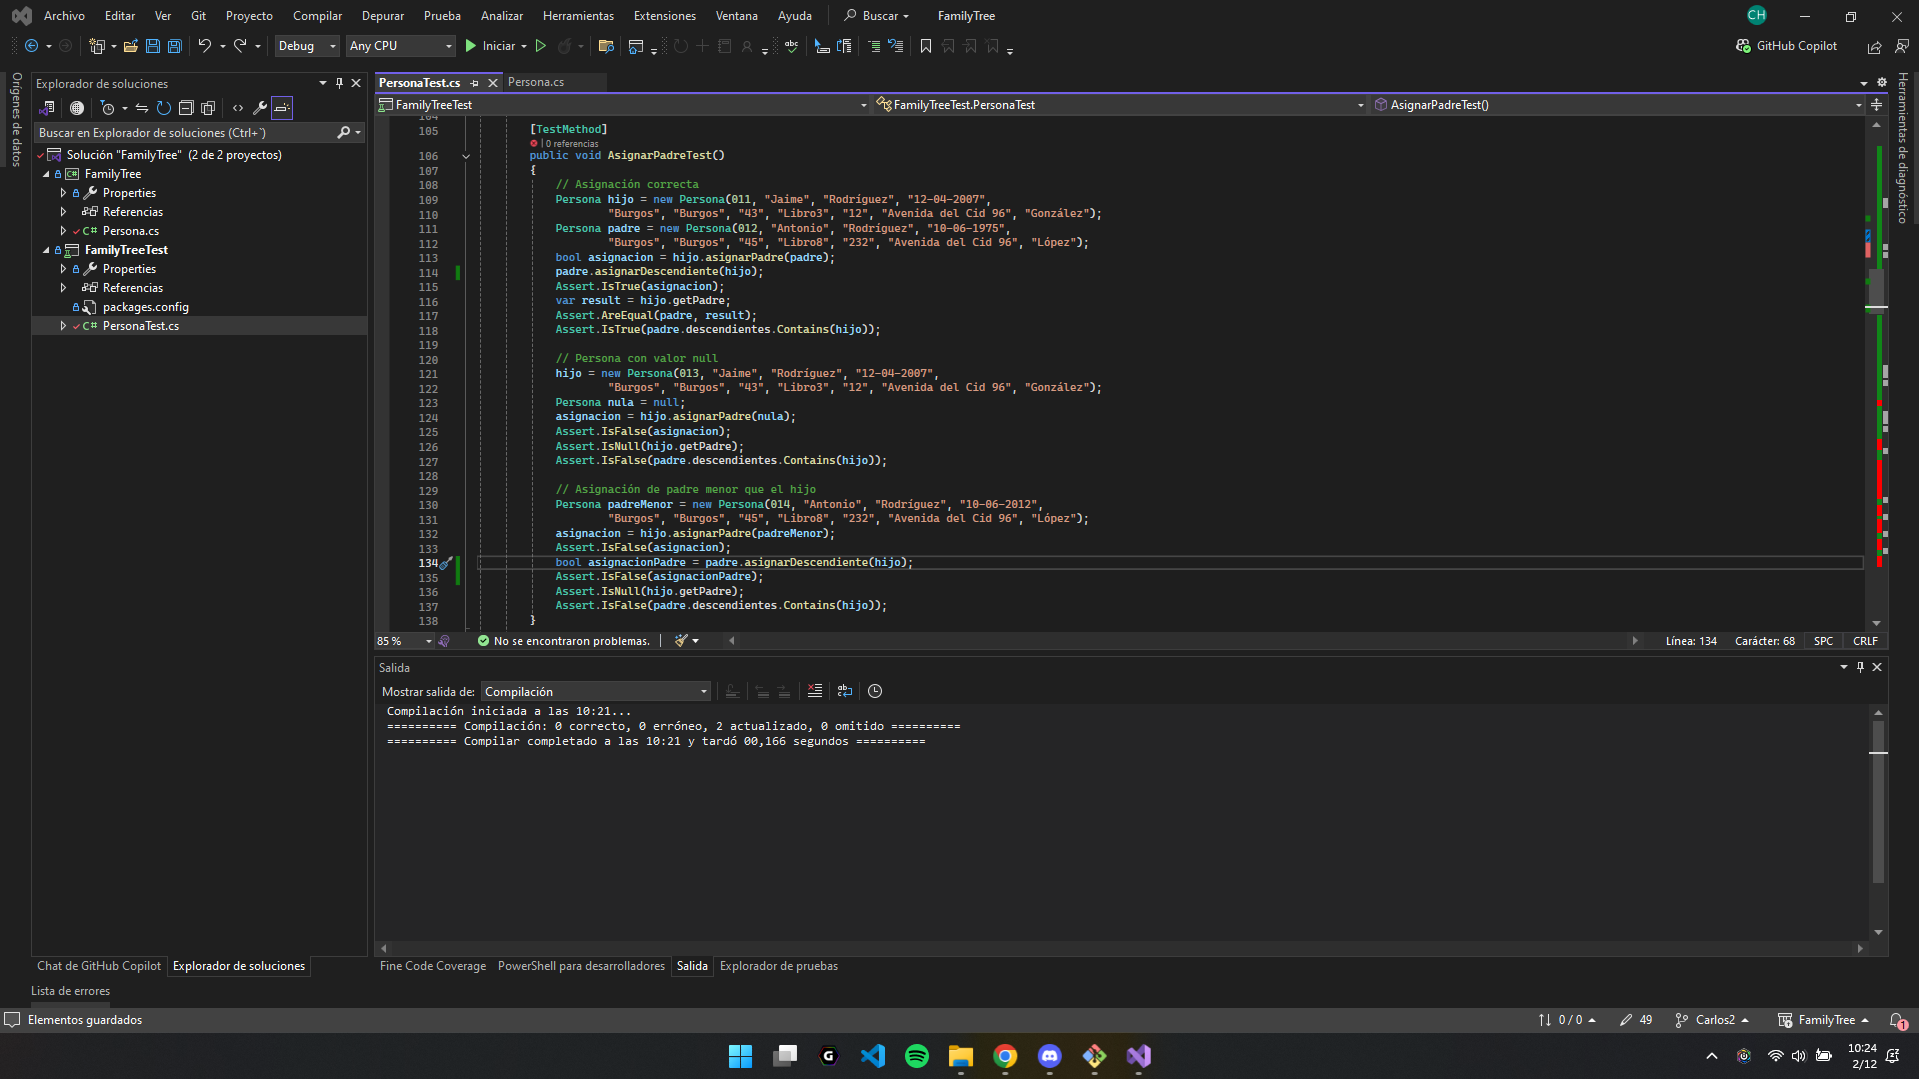 Archivo Editar Ver Git Proyecto Compilar Depurar Prueba Analizar Herramientas Extensiones Ventana Ayuda Buscar FamilyTree CH
Debug Any CPU Iniciar GitHub Copilot
Orígenes de datos
Explorador de soluciones
Buscar en Explorador de soluciones (Ctrl+`)
Solución "FamilyTree" (2 de 2 proyectos)
FamilyTree
Properties
Referencias
Persona.cs
FamilyTreeTest
Properties
Referencias
packages.config
PersonaTest.cs
PersonaTest.cs Persona.cs
FamilyTreeTest FamilyTreeTest.PersonaTest AsignarPadreTest()
Herramientas de diagnóstico
104
105 [TestMethod]
0 referencias
106 public void AsignarPadreTest()
107 {
108 // Asignación correcta
109 Persona hijo = new Persona(011, "Jaime", "Rodríguez", "12-04-2007",
110 "Burgos", "Burgos", "43", "Libro3", "12", "Avenida del Cid 96", "González");
111 Persona padre = new Persona(012, "Antonio", "Rodríguez", "10-06-1975",
112 "Burgos", "Burgos", "45", "Libro8", "232", "Avenida del Cid 96", "López");
113 bool asignacion = hijo.asignarPadre(padre);
114 padre.asignarDescendiente(hijo);
115 Assert.IsTrue(asignacion);
116 var result = hijo.getPadre;
117 Assert.AreEqual(padre, result);
118 Assert.IsTrue(padre.descendientes.Contains(hijo));
119
120 // Persona con valor null
121 hijo = new Persona(013, "Jaime", "Rodríguez", "12-04-2007",
122 "Burgos", "Burgos", "43", "Libro3", "12", "Avenida del Cid 96", "González");
123 Persona nula = null;
124 asignacion = hijo.asignarPadre(nula);
125 Assert.IsFalse(asignacion);
126 Assert.IsNull(hijo.getPadre);
127 Assert.IsFalse(padre.descendientes.Contains(hijo));
128
129 // Asignación de padre menor que el hijo
130 Persona padreMenor = new Persona(014, "Antonio", "Rodríguez", "10-06-2012",
131 "Burgos", "Burgos", "45", "Libro8", "232", "Avenida del Cid 96", "López");
132 asignacion = hijo.asignarPadre(padreMenor);
133 Assert.IsFalse(asignacion);
134 bool asignacionPadre = padre.asignarDescendiente(hijo);
135 Assert.IsFalse(asignacionPadre);
136 Assert.IsNull(hijo.getPadre);
137 Assert.IsFalse(padre.descendientes.Contains(hijo));
138 }
85 % No se encontraron problemas. Línea: 134 Carácter: 68 SPC CRLF
Salida
Mostrar salida de: Compilación
Compilación iniciada a las 10:21...
========== Compilación: 0 correcto, 0 erróneo, 2 actualizado, 0 omitido ==========
========== Compilar completado a las 10:21 y tardó 00,166 segundos ==========
Chat de GitHub Copilot Explorador de soluciones Fine Code Coverage PowerShell para desarrolladores Salida Explorador de pruebas
Lista de errores
Elementos guardados 0 / 0 49 Carlos2 FamilyTree 1
10:24
2/12